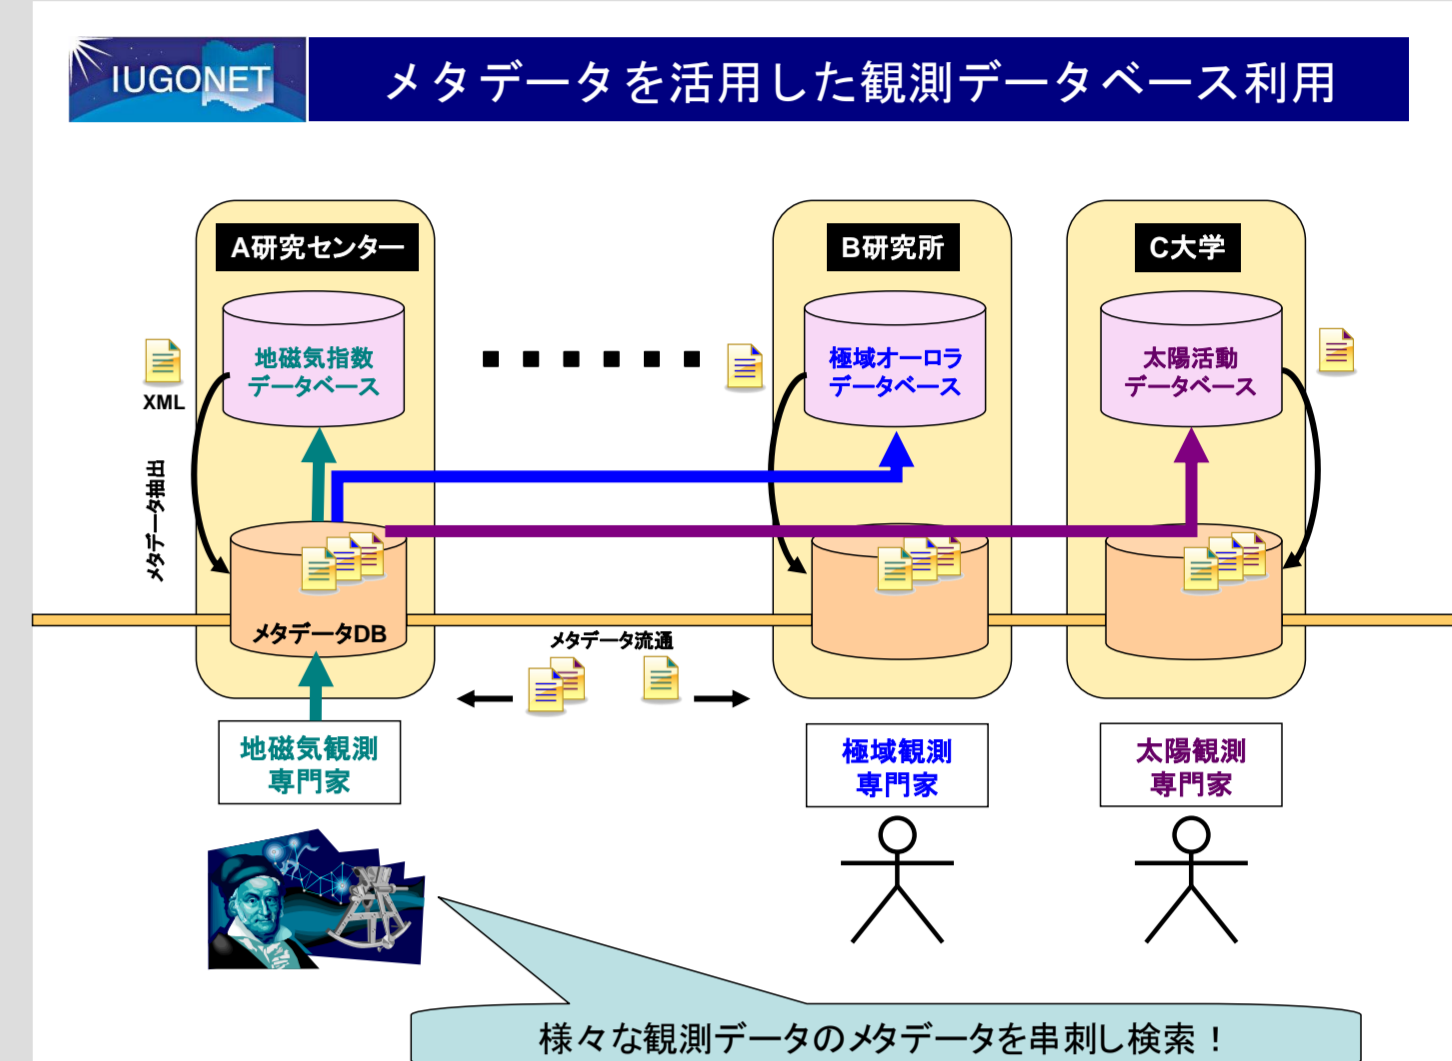 IUGONET
メタデータを活用した観測データベース利用
A研究センター
B研究所
C大学
地磁気指数
データベース
極域オーロラ
データベース
太陽活動
データベース
XML
メタデータ抽出
メタデータDB
メタデータ流通
地磁気観測
専門家
極域観測
専門家
太陽観測
専門家
様々な観測データのメタデータを串刺し検索！